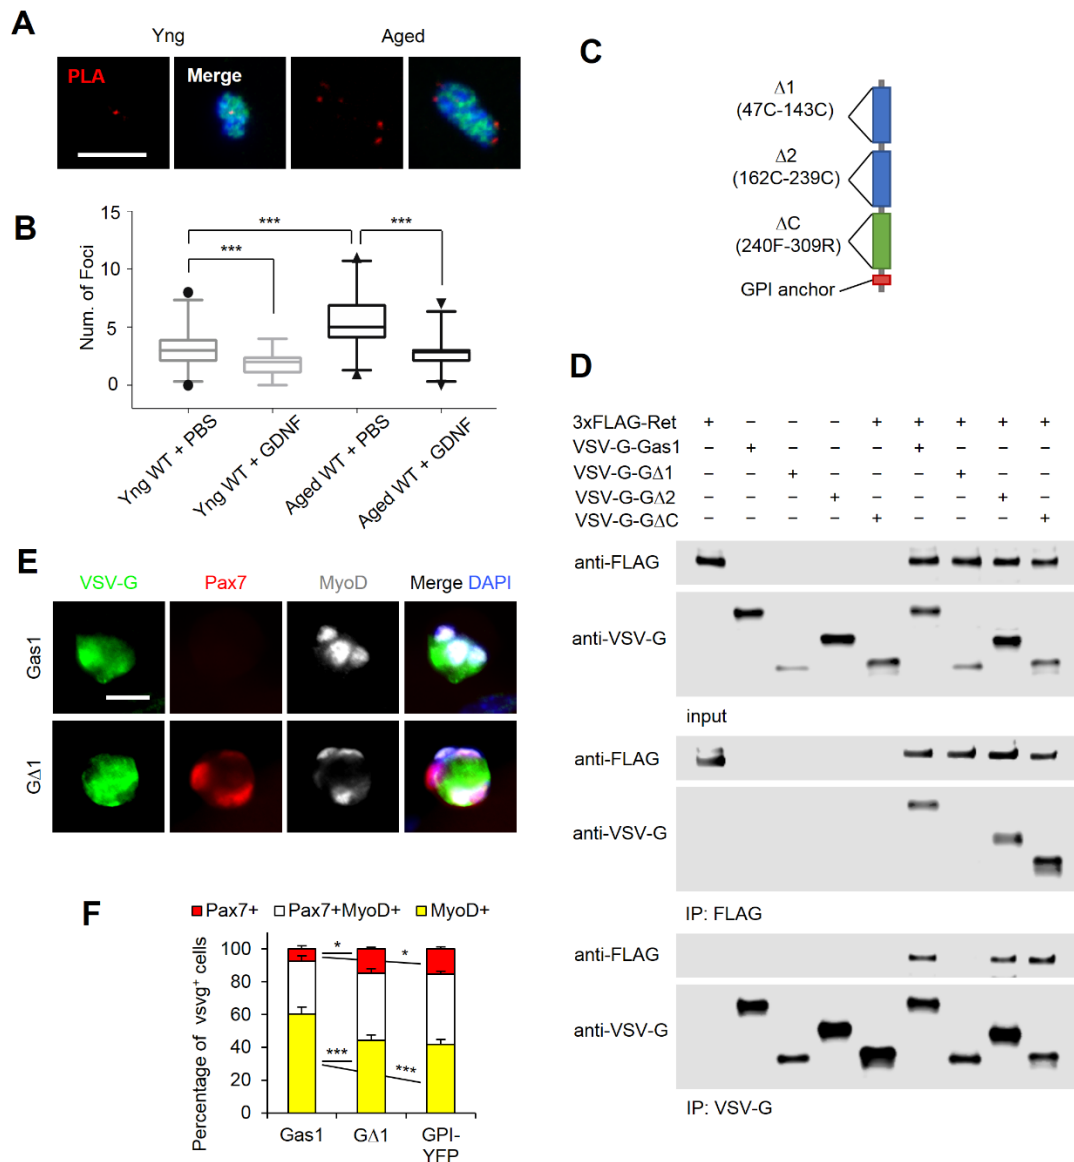 A
Yng
Aged
PLA
Merge
B
Num. of Foci
15
10
5
0
***
***
***
Yng WT + PBS
Yng WT + GDNF
Aged WT + PBS
Aged WT + GDNF
C
Δ1
(47C-143C)
Δ2
(162C-239C)
ΔC
(240F-309R)
GPI anchor
D
3xFLAG-Ret + – – – + + + + +
VSV-G-Gas1 – + – – – + – – –
VSV-G-GΔ1 – – + – – – + – –
VSV-G-GΔ2 – – – + – – – + –
VSV-G-GΔC – – – – + – – – +
anti-FLAG
anti-VSV-G
input
anti-FLAG
anti-VSV-G
IP: FLAG
anti-FLAG
anti-VSV-G
IP: VSV-G
E
VSV-G
Pax7
MyoD
Merge DAPI
Gas1
GΔ1
F
Pax7+
Pax7+MyoD+
MyoD+
Percentage of vsvg+ cells
100
80
60
40
20
0
*
*
***
***
Gas1
GΔ1
GPI-
YFP